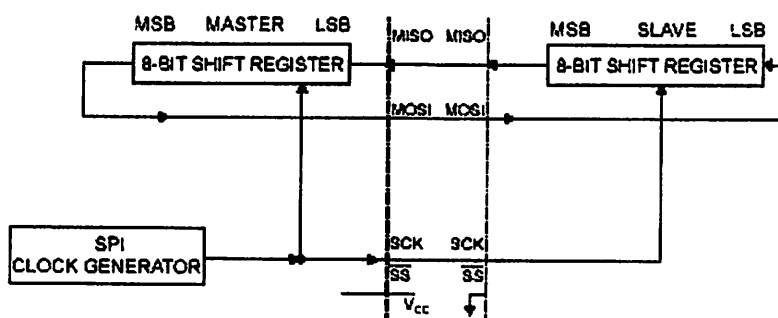 MSB MASTER LSB
8-BIT SHIFT REGISTER
MISO MISO
MSB SLAVE LSB
8-BIT SHIFT REGISTER
MOSI MOSI
SPI
CLOCK GENERATOR
SCK SCK
SS SS
VCC